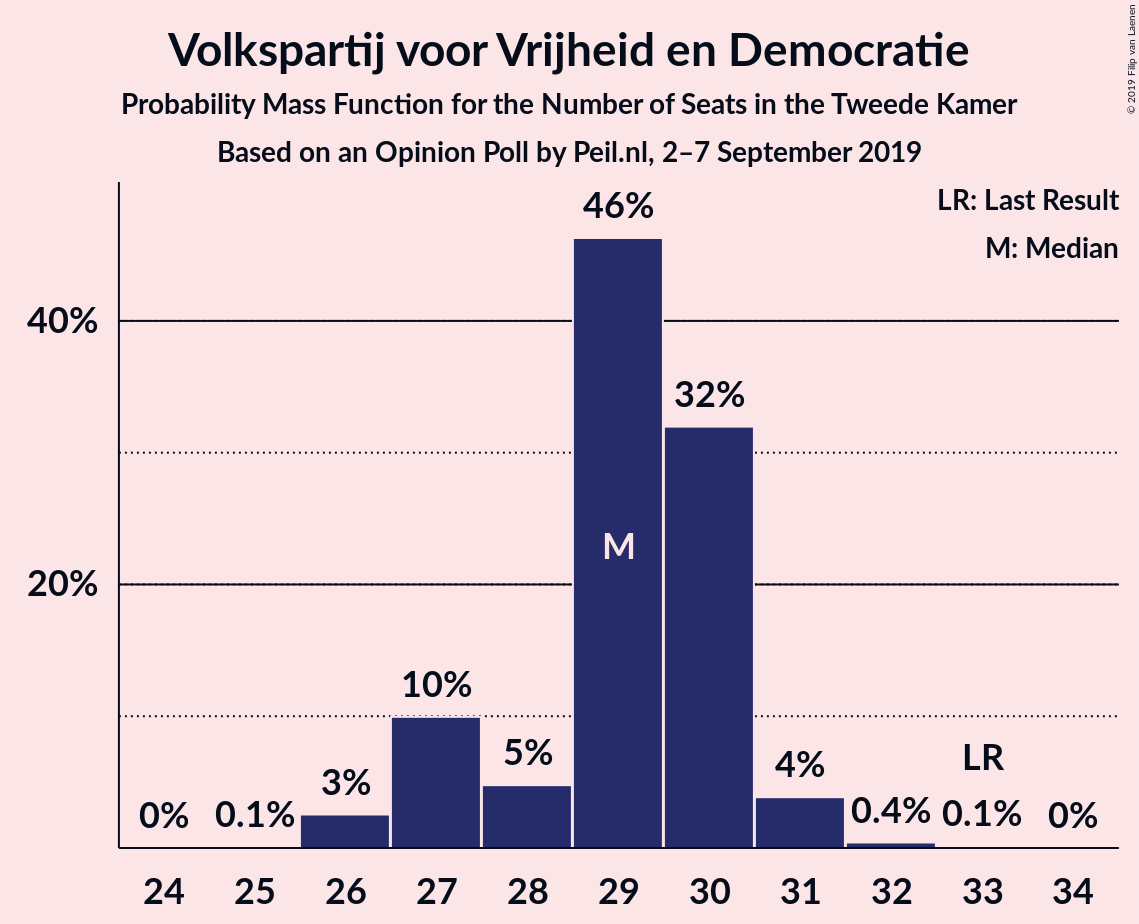 Volkspartij voor Vrijheid en Democratie
Probability Mass Function for the Number of Seats in the Tweede Kamer
Based on an Opinion Poll by Peil.nl, 2–7 September 2019
© 2019 Filip van Laenen
LR: Last Result
M: Median
40%
20%
0%
0.1%
3%
10%
5%
46%
M
32%
4%
0.4%
LR
0.1%
0%
24 25 26 27 28 29 30 31 32 33 34